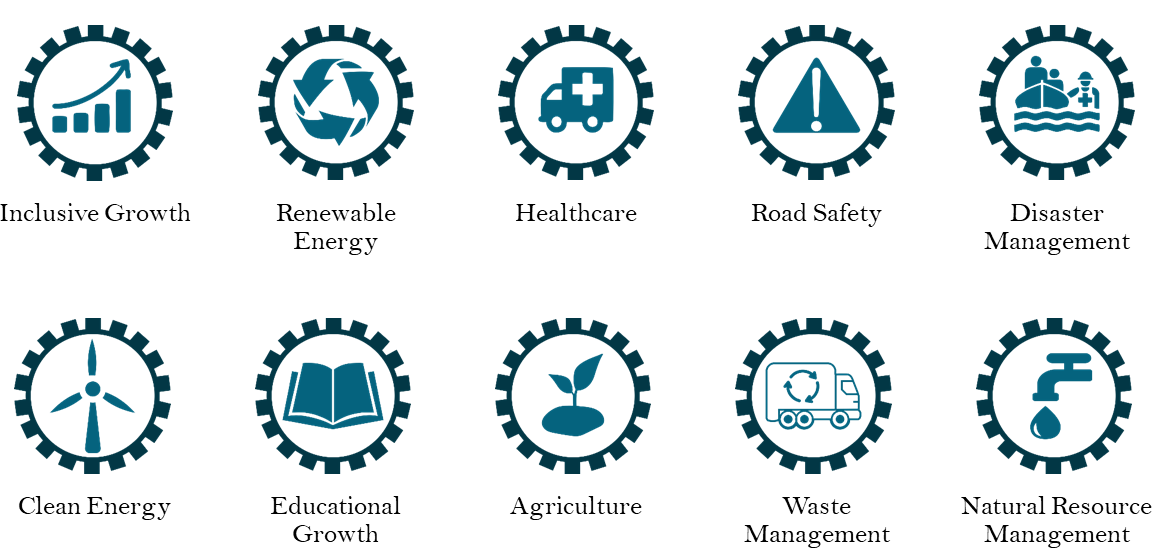 Inclusive Growth
Renewable
Energy
Healthcare
Road Safety
Disaster
Management
Clean Energy
Educational
Growth
Agriculture
Waste
Management
Natural Resource
Management